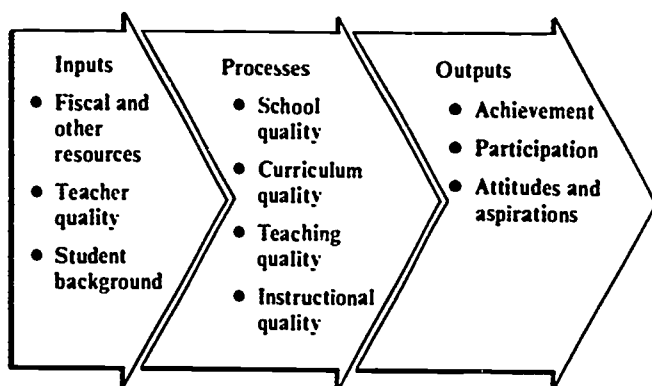 Inputs
● Fiscal and
other
resources
● Teacher
quality
● Student
background
Processes
● School
quality
● Curriculum
quality
● Teaching
quality
● Instructional
quality
Outputs
● Achievement
● Participation
● Attitudes and
aspirations